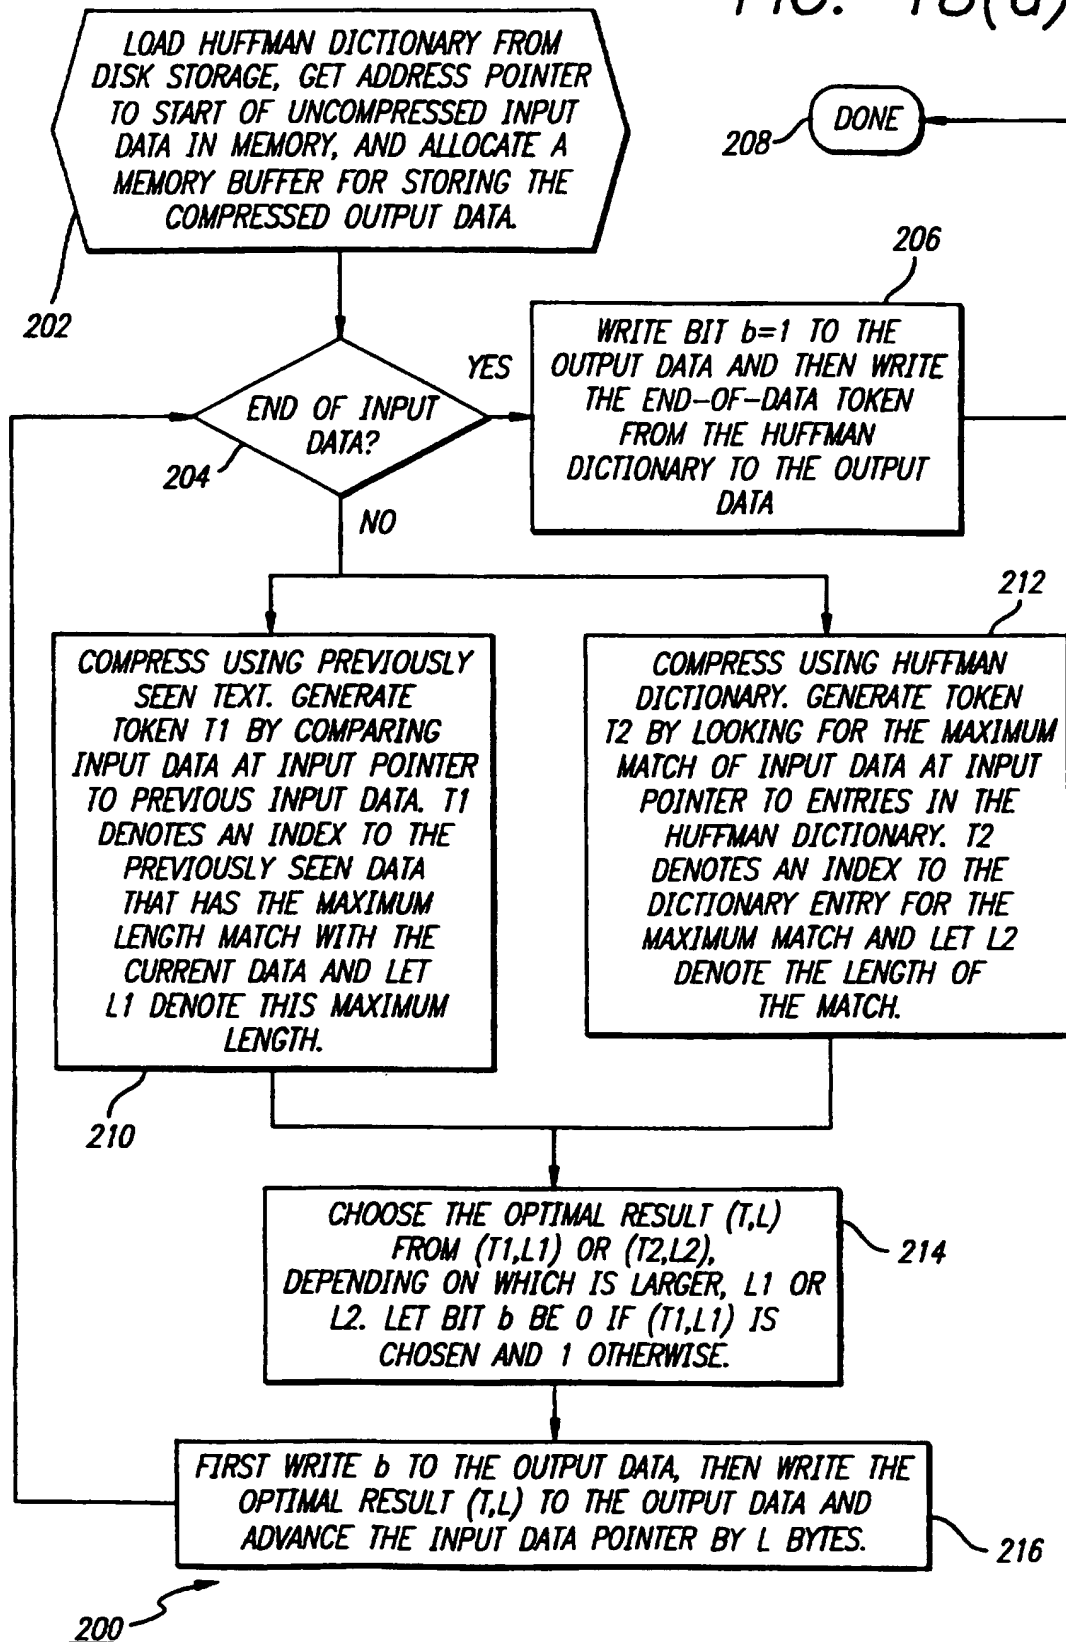 FIG. 18(a)
LOAD HUFFMAN DICTIONARY FROM
DISK STORAGE, GET ADDRESS POINTER
TO START OF UNCOMPRESSED INPUT
DATA IN MEMORY, AND ALLOCATE A
MEMORY BUFFER FOR STORING THE
COMPRESSED OUTPUT DATA.
202
DONE
208
206
WRITE BIT b=1 TO THE
OUTPUT DATA AND THEN WRITE
THE END-OF-DATA TOKEN
FROM THE HUFFMAN
DICTIONARY TO THE OUTPUT
DATA
YES
END OF INPUT
DATA?
204
NO
COMPRESS USING PREVIOUSLY
SEEN TEXT. GENERATE
TOKEN T1 BY COMPARING
INPUT DATA AT INPUT POINTER
TO PREVIOUS INPUT DATA. T1
DENOTES AN INDEX TO THE
PREVIOUSLY SEEN DATA
THAT HAS THE MAXIMUM
LENGTH MATCH WITH THE
CURRENT DATA AND LET
L1 DENOTE THIS MAXIMUM
LENGTH.
210
212
COMPRESS USING HUFFMAN
DICTIONARY. GENERATE TOKEN
T2 BY LOOKING FOR THE MAXIMUM
MATCH OF INPUT DATA AT INPUT
POINTER TO ENTRIES IN THE
HUFFMAN DICTIONARY. T2
DENOTES AN INDEX TO THE
DICTIONARY ENTRY FOR THE
MAXIMUM MATCH AND LET L2
DENOTE THE LENGTH OF
THE MATCH.
CHOOSE THE OPTIMAL RESULT (T,L)
FROM (T1,L1) OR (T2,L2),
DEPENDING ON WHICH IS LARGER, L1 OR
L2. LET BIT b BE 0 IF (T1,L1) IS
CHOSEN AND 1 OTHERWISE.
214
FIRST WRITE b TO THE OUTPUT DATA, THEN WRITE THE
OPTIMAL RESULT (T,L) TO THE OUTPUT DATA AND
ADVANCE THE INPUT DATA POINTER BY L BYTES.
216
200